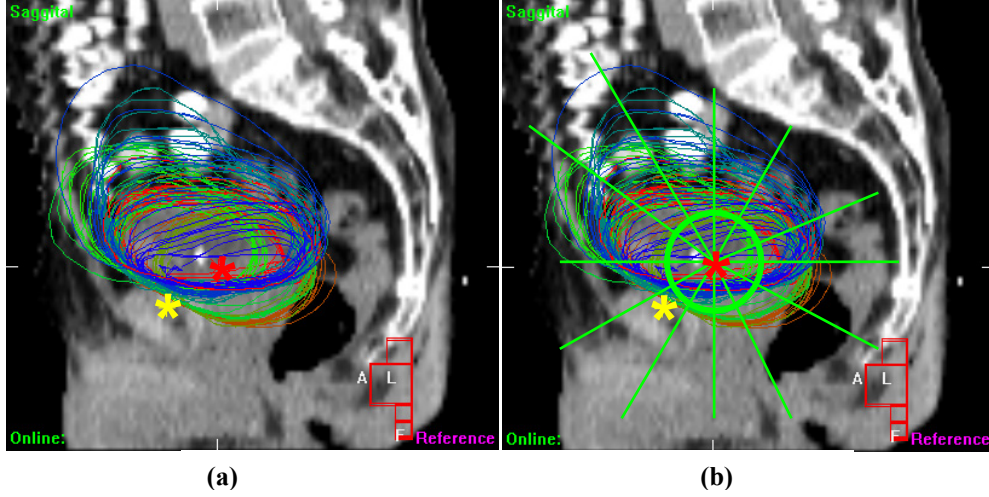 Saggital
A L
F
Online:
Reference
(a)
Saggital
A L
F
Online:
Reference
(b)